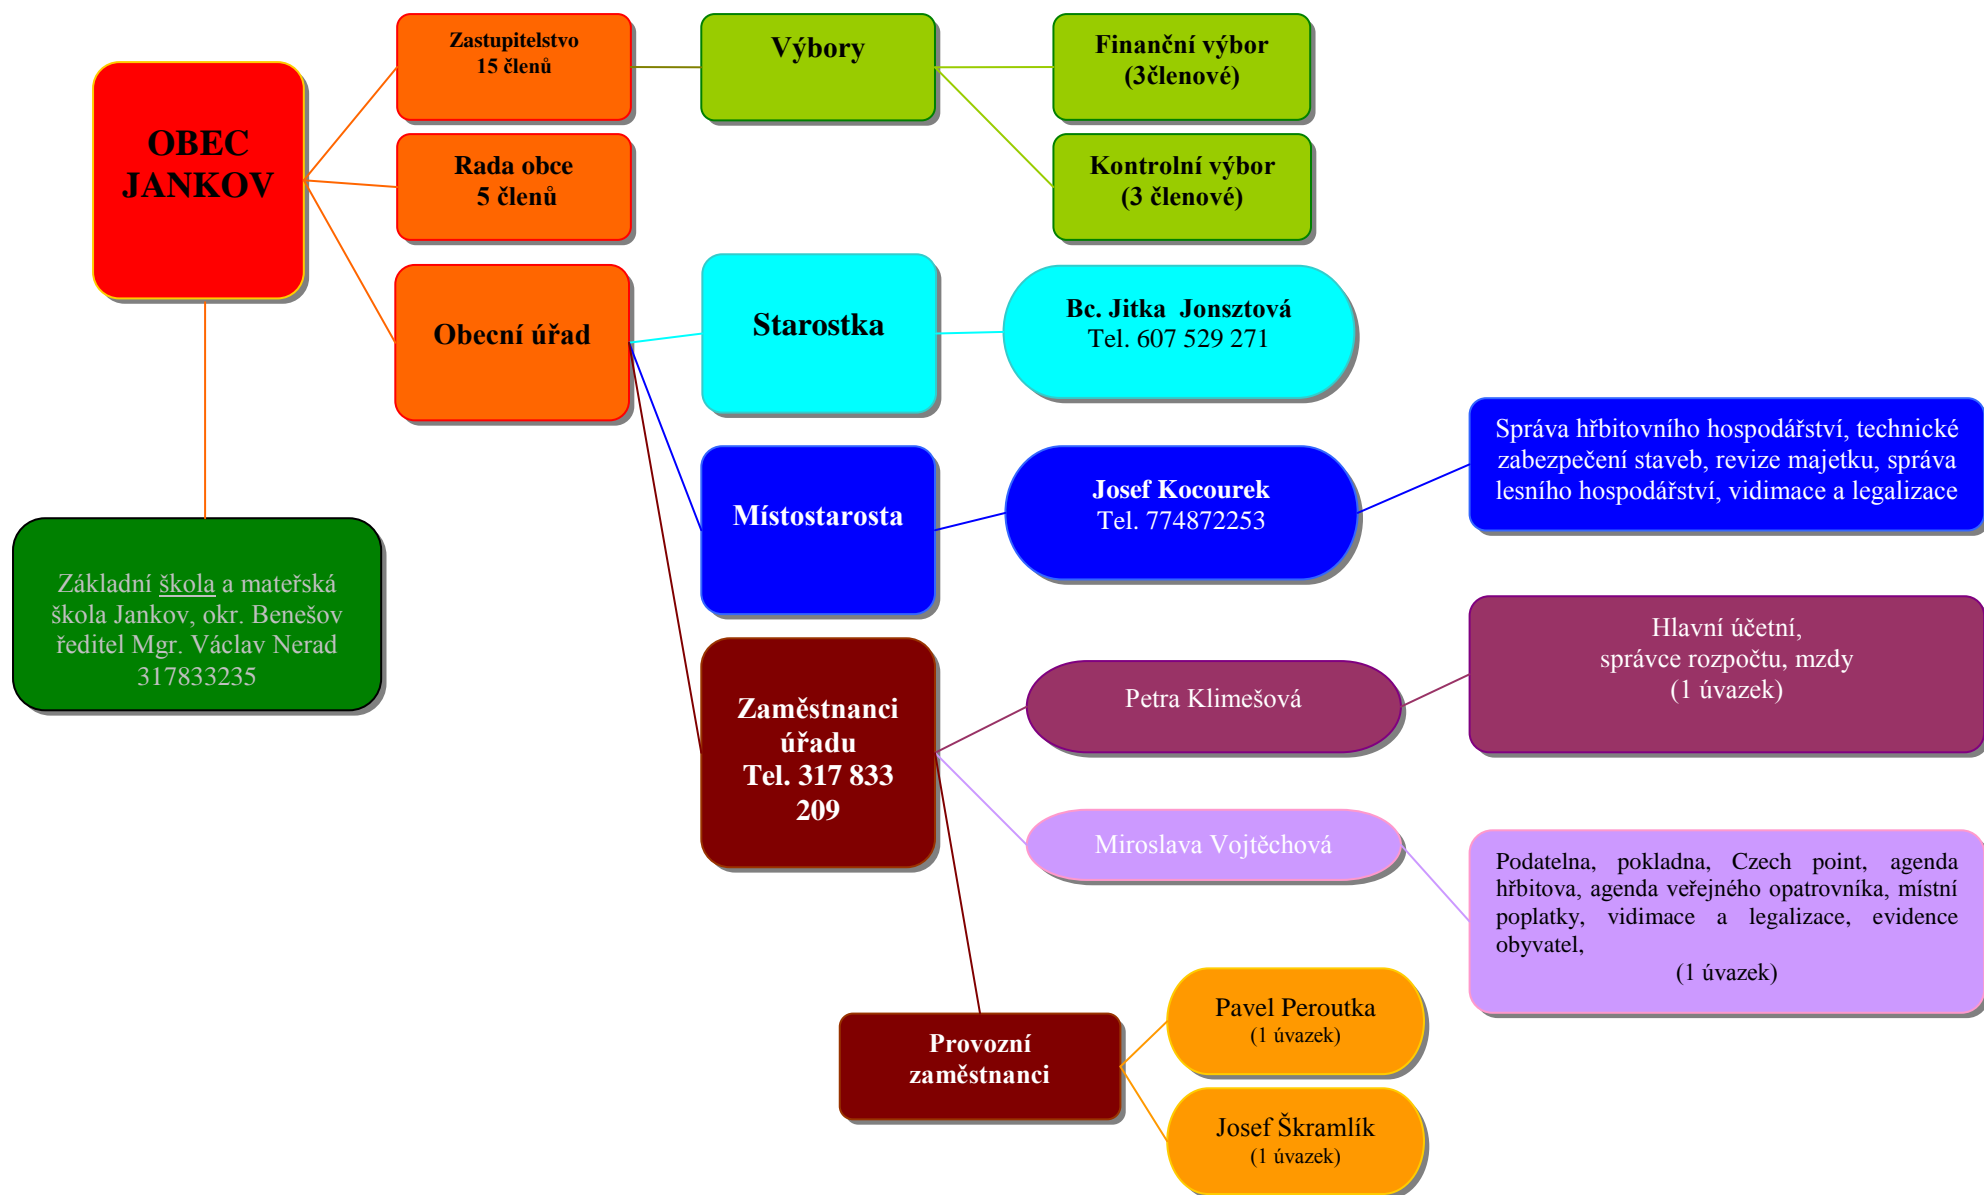 OBEC
JANKOV
Zastupitelstvo
15 členů
Výbory
Finanční výbor
(3členové)
Rada obce
5 členů
Kontrolní výbor
(3 členové)
Obecní úřad
Starostka
Bc. Jitka  Jonsztová
Tel. 607 529 271
Místostarosta
Josef Kocourek
Tel. 774872253
Správa hřbitovního hospodářství, technické
zabezpečení staveb, revize majetku, správa
lesního hospodářství, vidimace a legalizace
Základní škola a mateřská
škola Jankov, okr. Benešov
ředitel Mgr. Václav Nerad
317833235
Zaměstnanci
úřadu
Tel. 317 833
209
Petra Klimešová
Hlavní účetní,
správce rozpočtu, mzdy
(1 úvazek)
Miroslava Vojtěchová
Podatelna, pokladna, Czech point, agenda
hřbitova, agenda veřejného opatrovníka, místní
poplatky, vidimace a legalizace, evidence
obyvatel,
(1 úvazek)
Provozní
zaměstnanci
Pavel Peroutka
(1 úvazek)
Josef Škramlík
(1 úvazek)